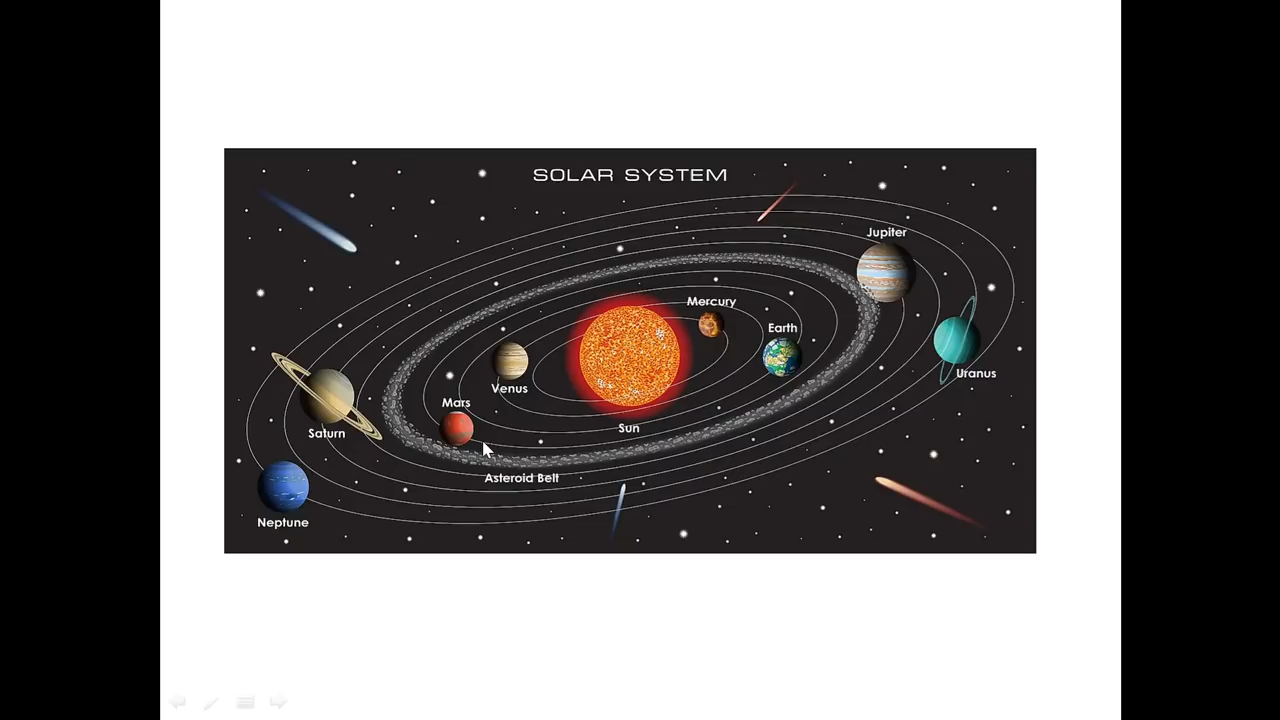 SOLAR SYSTEM
Jupiter
Mercury
Earth
Uranus
Venus
Mars
Sun
Saturn
Asteroid Belt
Neptune